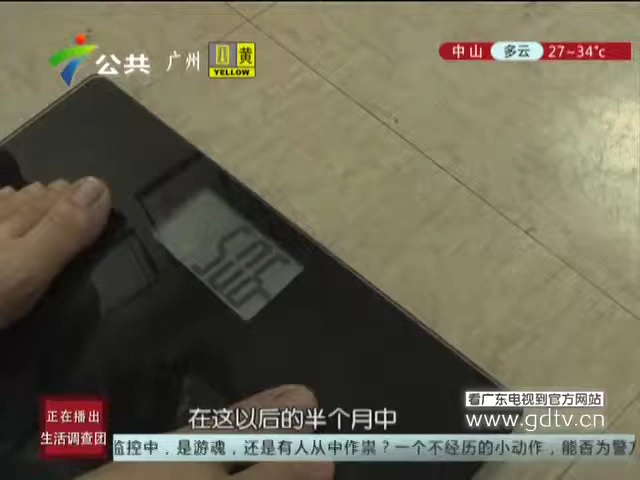 公共
广州 黄
YELLOW
中山 多云 27~34°c
看广东电视到官方网站
www.gdtv.cn
正在播出
生活调查团
在这以后的半个月中
监控中，是游魂，还是有人从中作祟？一个不经历的小动作，能否为警方